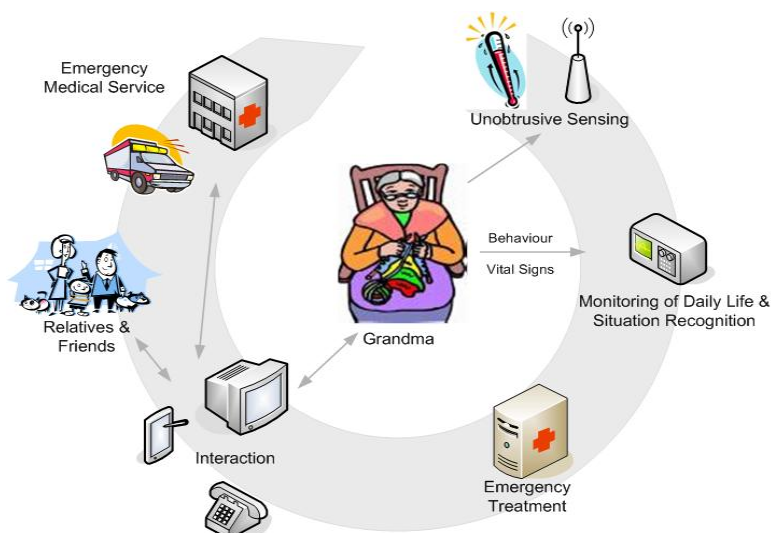 Emergency
Medical Service
Unobtrusive Sensing
Behaviour
Vital Signs
Monitoring of Daily Life &
Situation Recognition
Relatives &
Friends
Grandma
Interaction
Emergency
Treatment